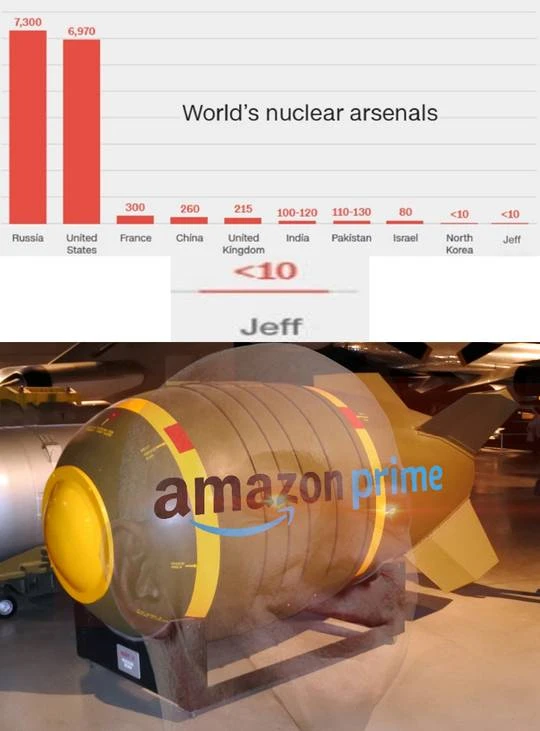 7,300
6,970
World's nuclear arsenals
300
260
215
100-120
110-130
80
<10
<10
Russia
United
States
France
China
United
Kingdom
India
Pakistan
Israel
North
Korea
Jeff
<10
Jeff
amazon prime